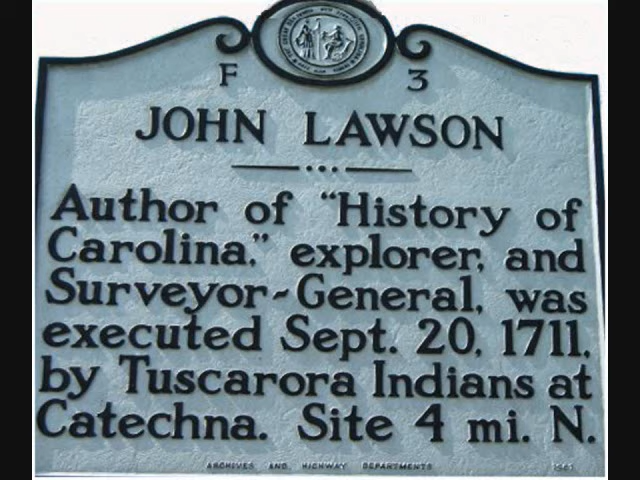 F 3
JOHN LAWSON
Author of "History of
Carolina," explorer, and
Surveyor-General, was
executed Sept. 20, 1711,
by Tuscarora Indians at
Catechna. Site 4 mi. N.
ARCHIVES AND HIGHWAY DEPARTMENTS